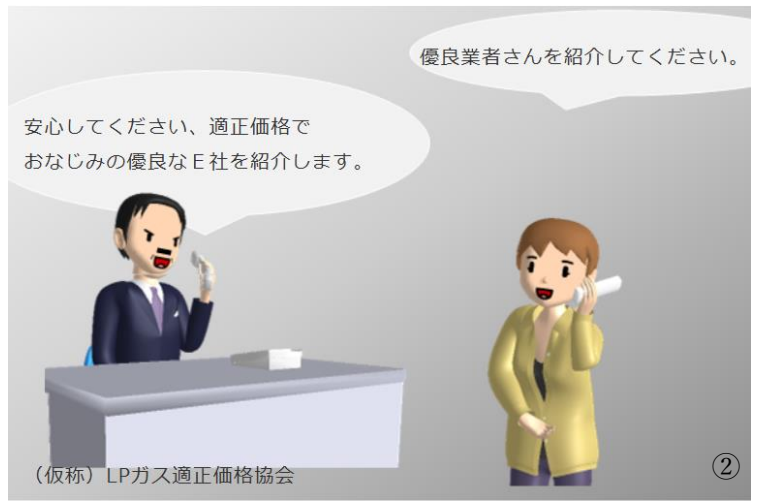 優良業者さんを紹介してください。
安心してください、適正価格で
おなじみの優良なE社を紹介します。
（仮称）LPガス適正価格協会
②